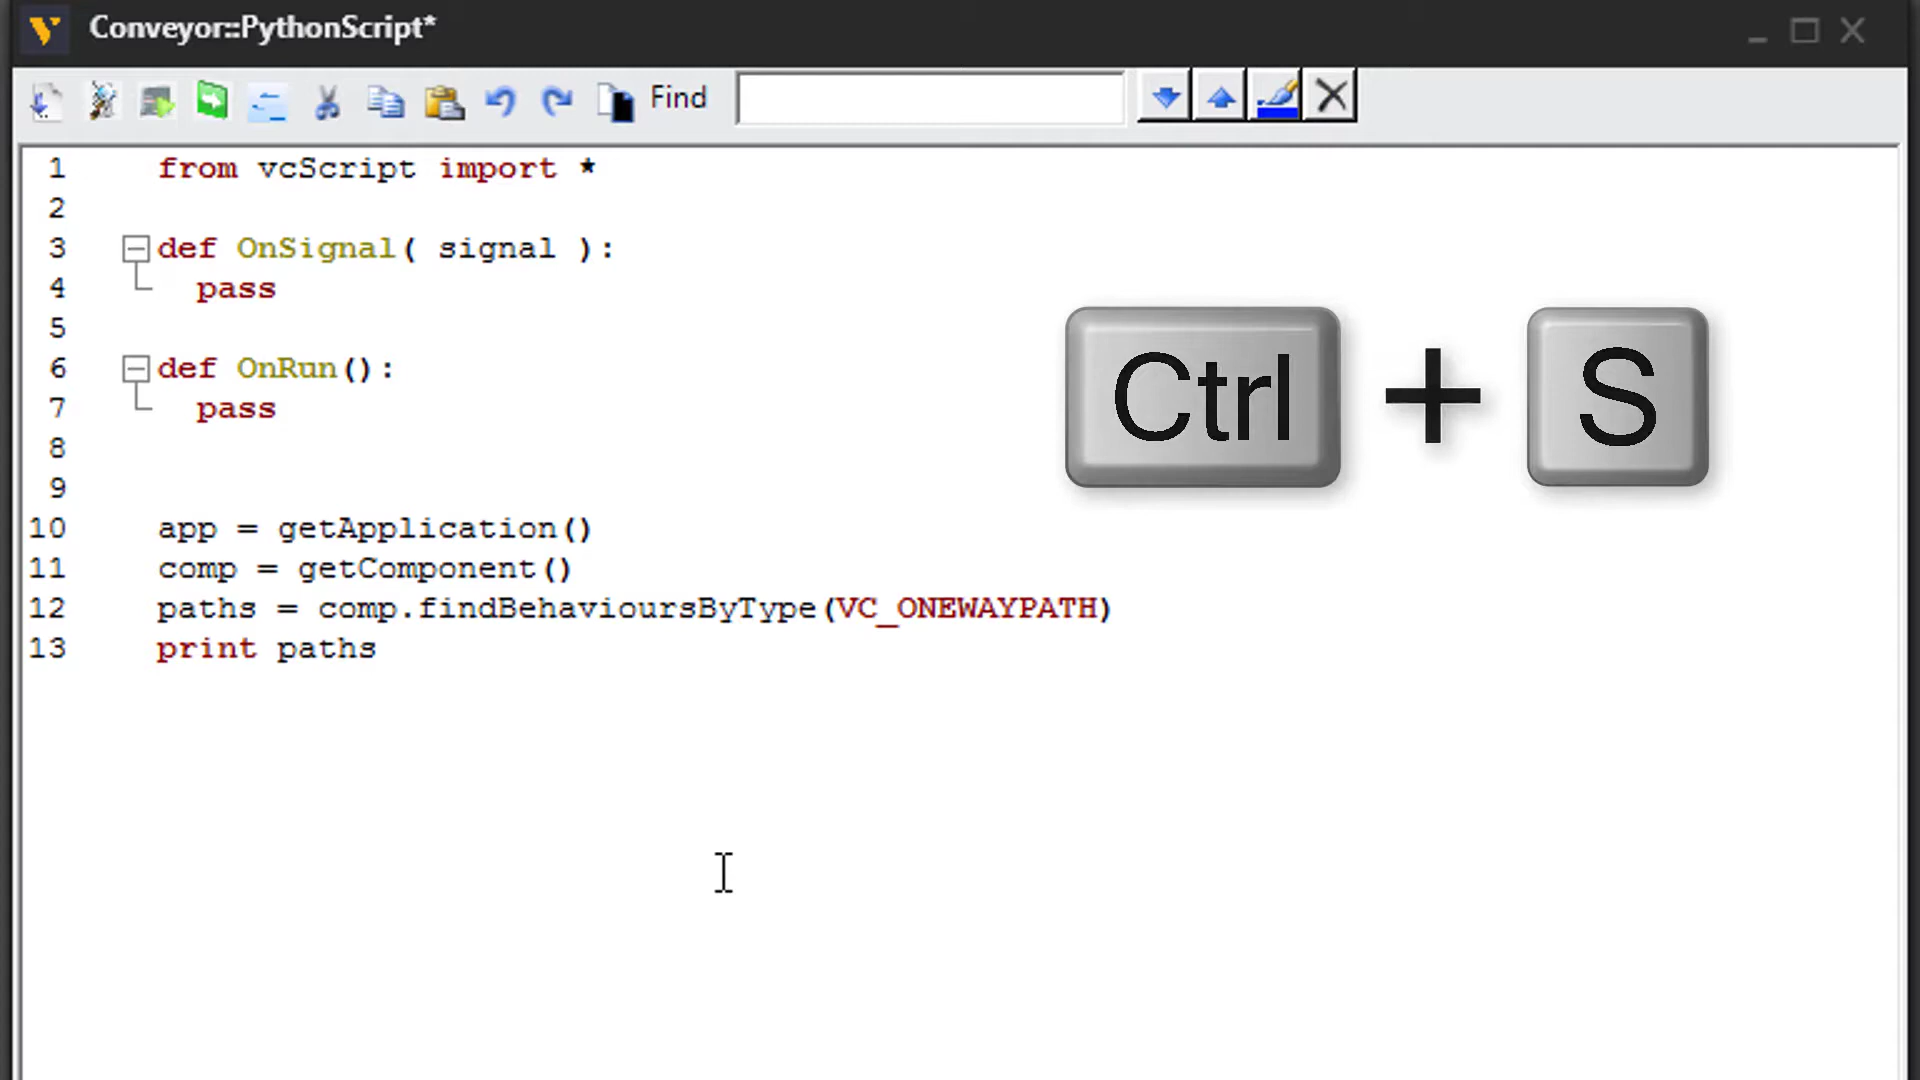 Conveyor::PythonScript*
Find
1 from vcScript import *
2
3 def OnSignal( signal ):
4 pass
5
6 def OnRun():
7 pass
8
9
10 app = getApplication()
11 comp = getComponent()
12 paths = comp.findBehavioursByType(VC_ONEWAYPATH)
13 print paths
Ctrl + S